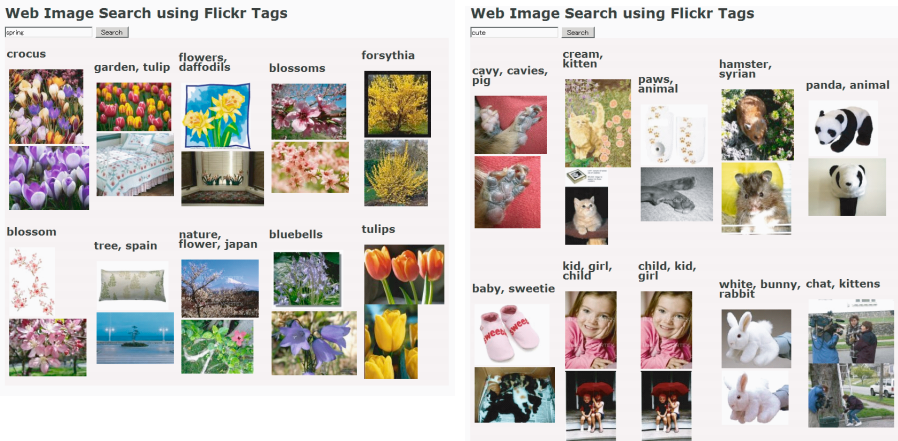 Web Image Search using Flickr Tags
spring
Search
crocus
garden, tulip
flowers,
daffodils
blossoms
forsythia
blossom
tree, spain
nature,
flower, japan
bluebells
tulips
Web Image Search using Flickr Tags
cute
Search
cavy, cavies,
pig
cream,
kitten
paws,
animal
hamster,
syrian
panda, animal
baby, sweetie
kid, girl,
child
child, kid,
girl
white, bunny,
rabbit
chat, kittens
sweet